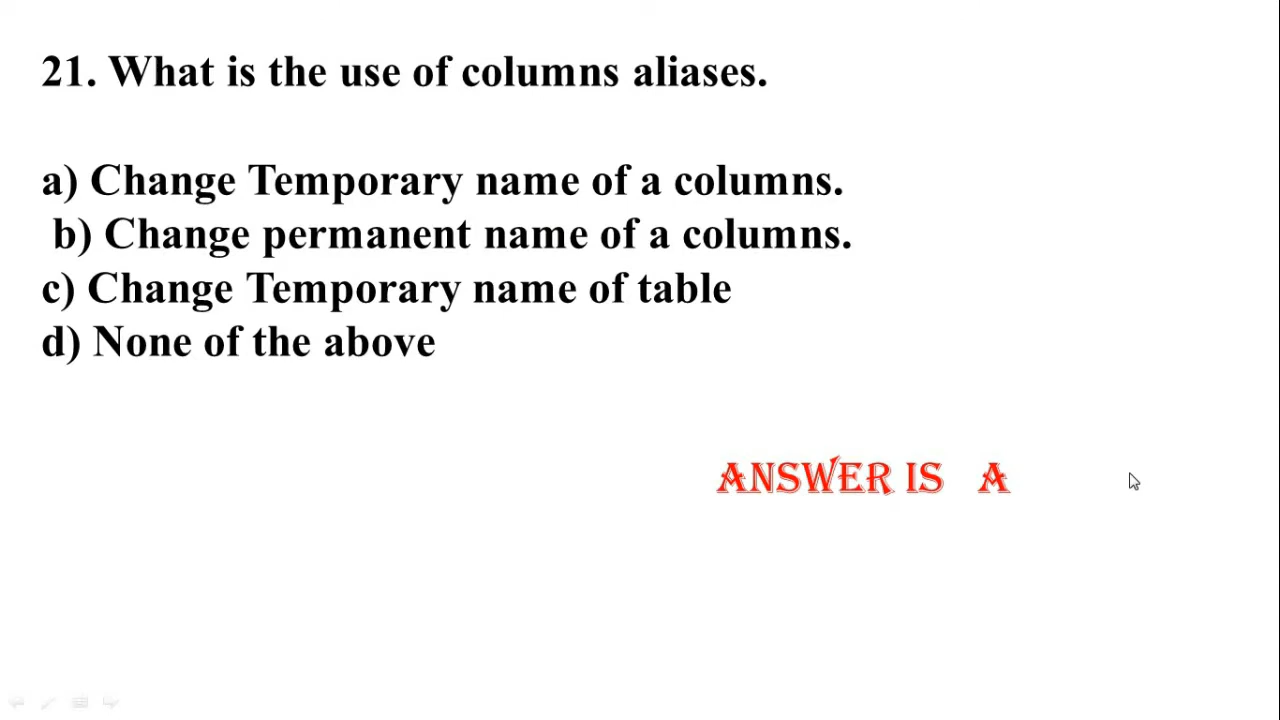 21. What is the use of columns aliases.
a) Change Temporary name of a columns.
b) Change permanent name of a columns.
c) Change Temporary name of table
d) None of the above
ANSWER IS A